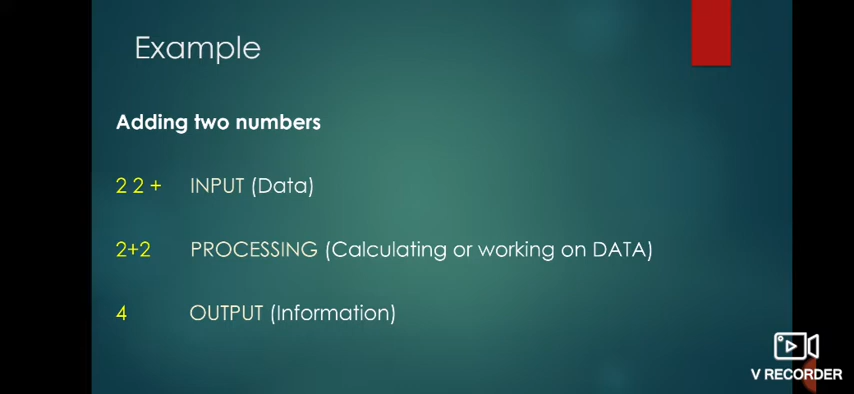 Example
Adding two numbers
2 2 + INPUT (Data)
2+2 PROCESSING (Calculating or working on DATA)
4 OUTPUT (Information)
V RECORDER